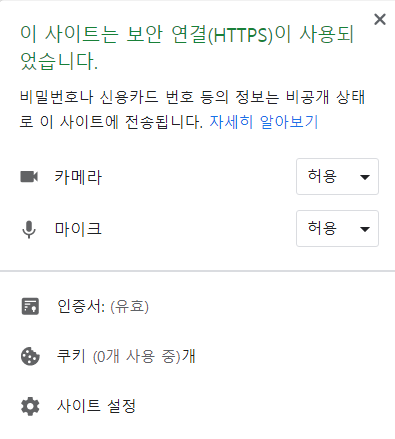 이 사이트는 보안 연결(HTTPS)이 사용되
었습니다.
비밀번호나 신용카드 번호 등의 정보는 비공개 상태
로 이 사이트에 전송됩니다. 자세히 알아보기
카메라 허용
마이크 허용
인증서: (유효)
쿠키 (0개 사용 중)개
사이트 설정